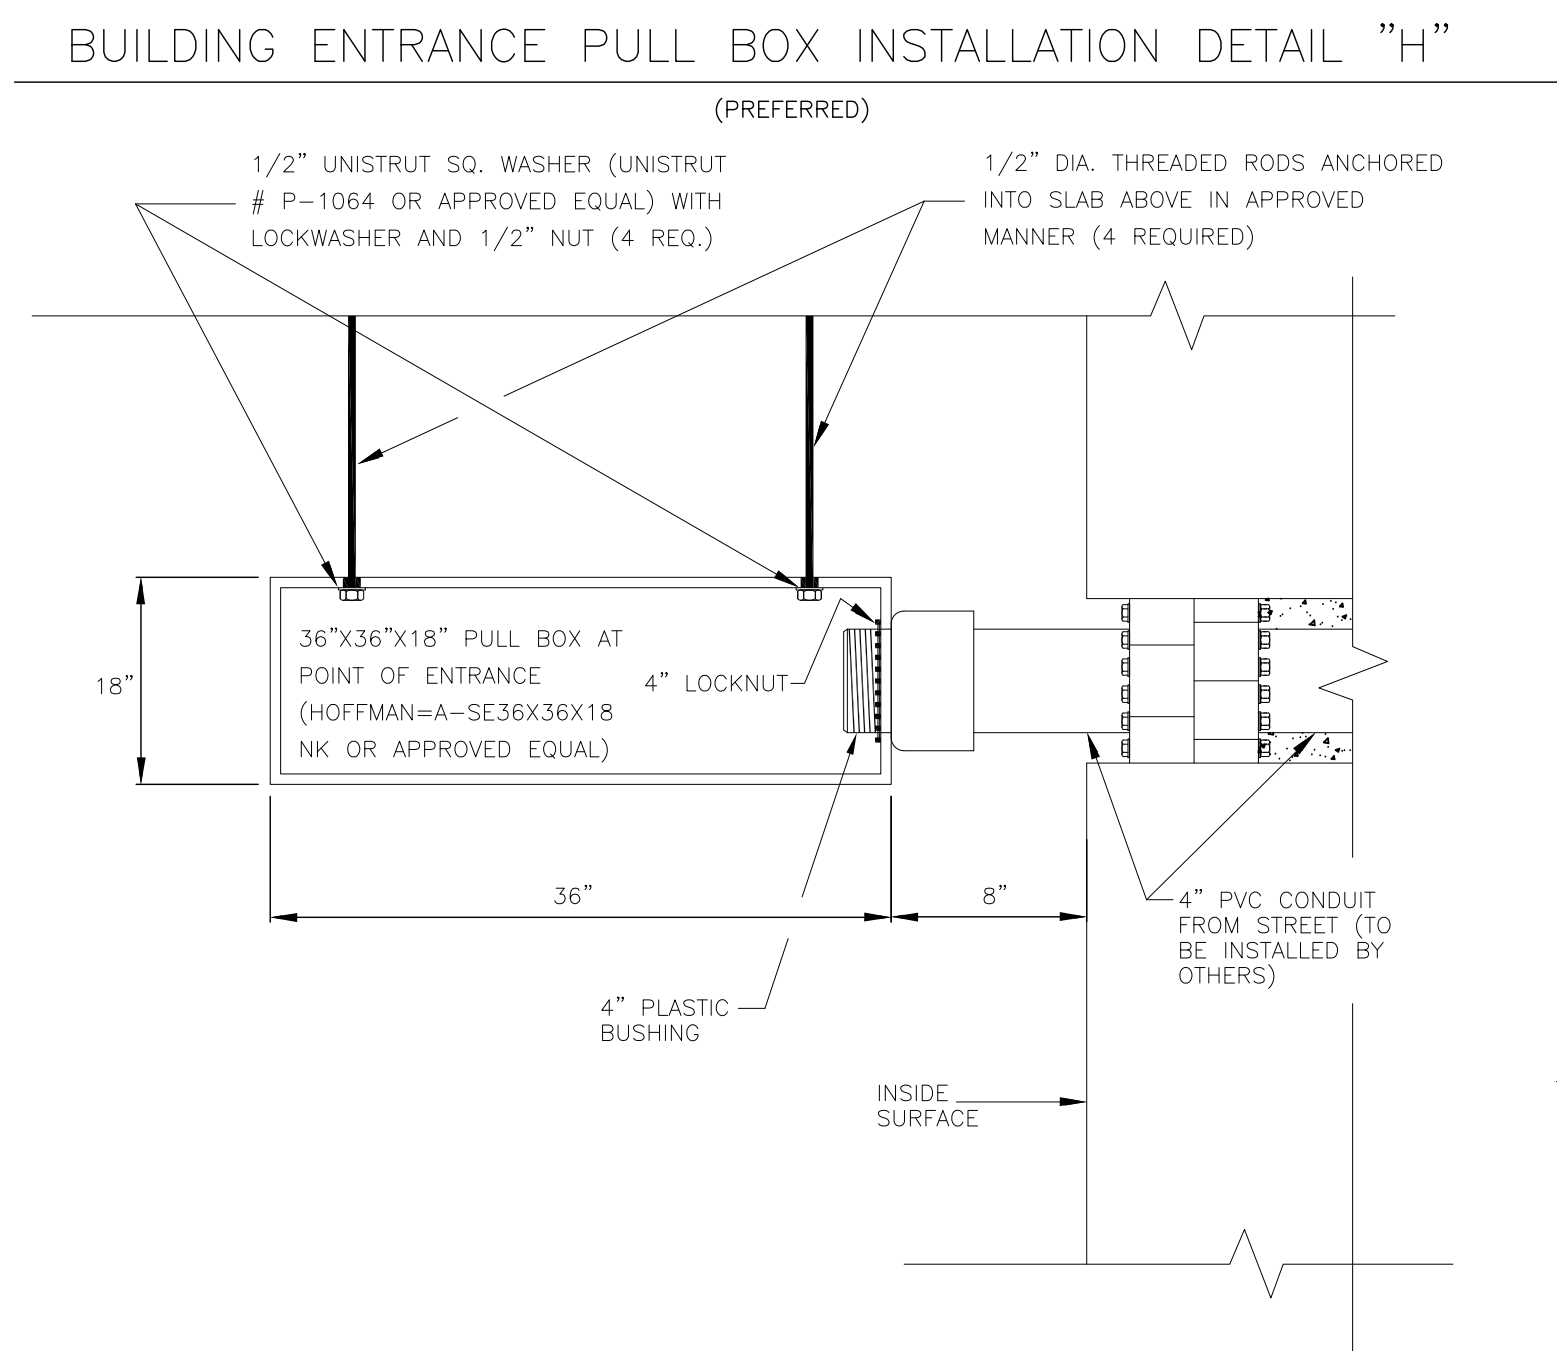 BUILDING ENTRANCE PULL BOX INSTALLATION DETAIL "H"
(PREFERRED)
1/2" UNISTRUT SQ. WASHER (UNISTRUT
# P-1064 OR APPROVED EQUAL) WITH
LOCKWASHER AND 1/2" NUT (4 REQ.)
1/2" DIA. THREADED RODS ANCHORED
INTO SLAB ABOVE IN APPROVED
MANNER (4 REQUIRED)
18"
36"X36"X18" PULL BOX AT
POINT OF ENTRANCE
(HOFFMAN=A-SE36X36X18
NK OR APPROVED EQUAL)
4" LOCKNUT
36"
8"
4" PVC CONDUIT
FROM STREET (TO
BE INSTALLED BY
OTHERS)
4" PLASTIC
BUSHING
INSIDE
SURFACE